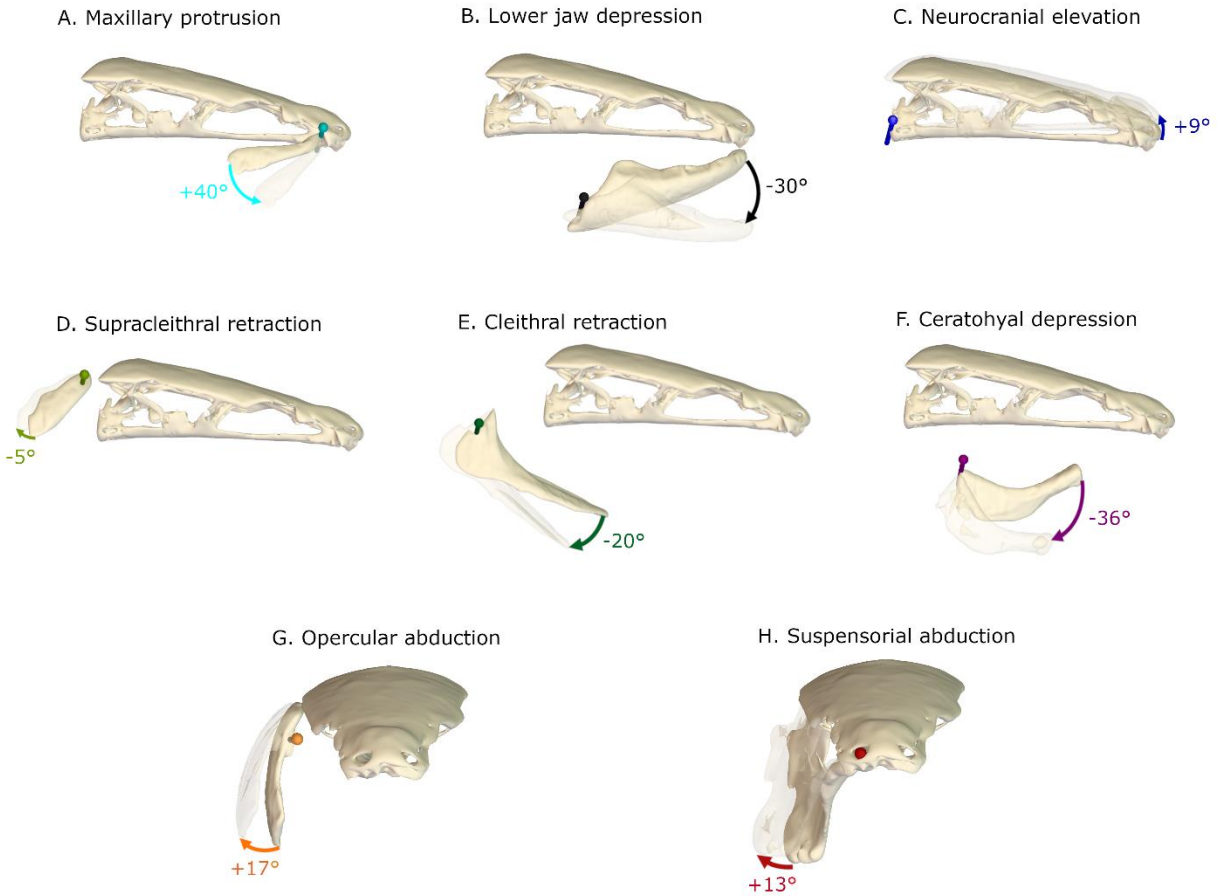 A. Maxillary protrusion
B. Lower jaw depression
C. Neurocranial elevation
+40°
-30°
+9°
D. Supracleithral retraction
E. Cleithral retraction
F. Ceratohyal depression
-5°
-20°
-36°
G. Opercular abduction
H. Suspensorial abduction
+17°
+13°